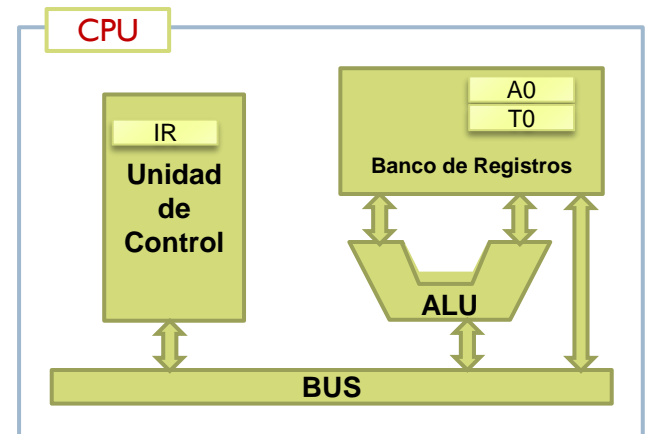 CPU
IR
Unidad
de
Control
A0
T0
Banco de Registros
ALU
BUS